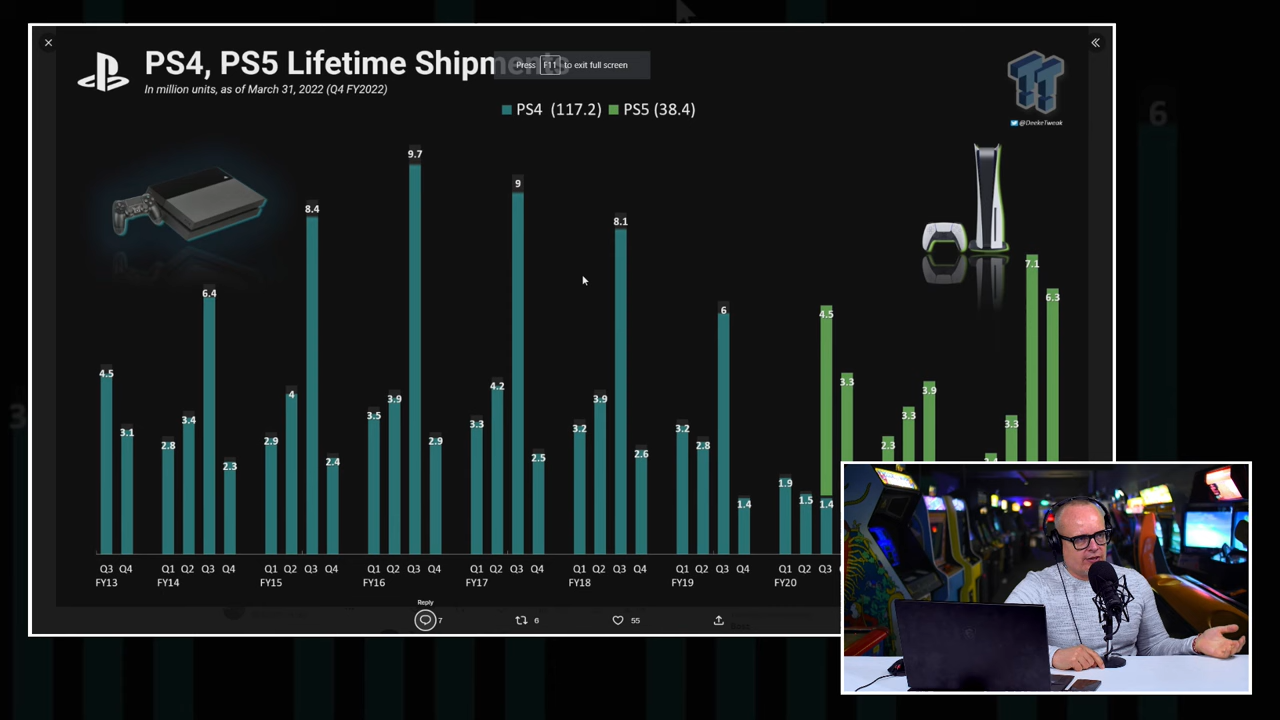 PS4, PS5 Lifetime Shipments
Press F11 to exit full screen
In million units, as of March 31, 2022 (Q4 FY2022)
PS4 (117.2) PS5 (38.4)
@DeekeTweak
4.5 3.1 2.8 3.4 6.4 2.3 2.9 4 8.4 2.4 3.5 3.9 9.7 2.9 3.3 4.2 9 2.5 3.2 3.9 8.1 2.6 3.2 2.8 6 1.4 1.9 1.5 4.5 1.4 3.3 2.3 3.3 3.9 3.3 7.1 6.3
Q3 Q4 Q1 Q2 Q3 Q4 Q1 Q2 Q3 Q4 Q1 Q2 Q3 Q4 Q1 Q2 Q3 Q4 Q1 Q2 Q3 Q4 Q1 Q2 Q3 Q4 Q1 Q2 Q3
FY13 FY14 FY15 FY16 FY17 FY18 FY19 FY20
Reply
7 6 55
6
3